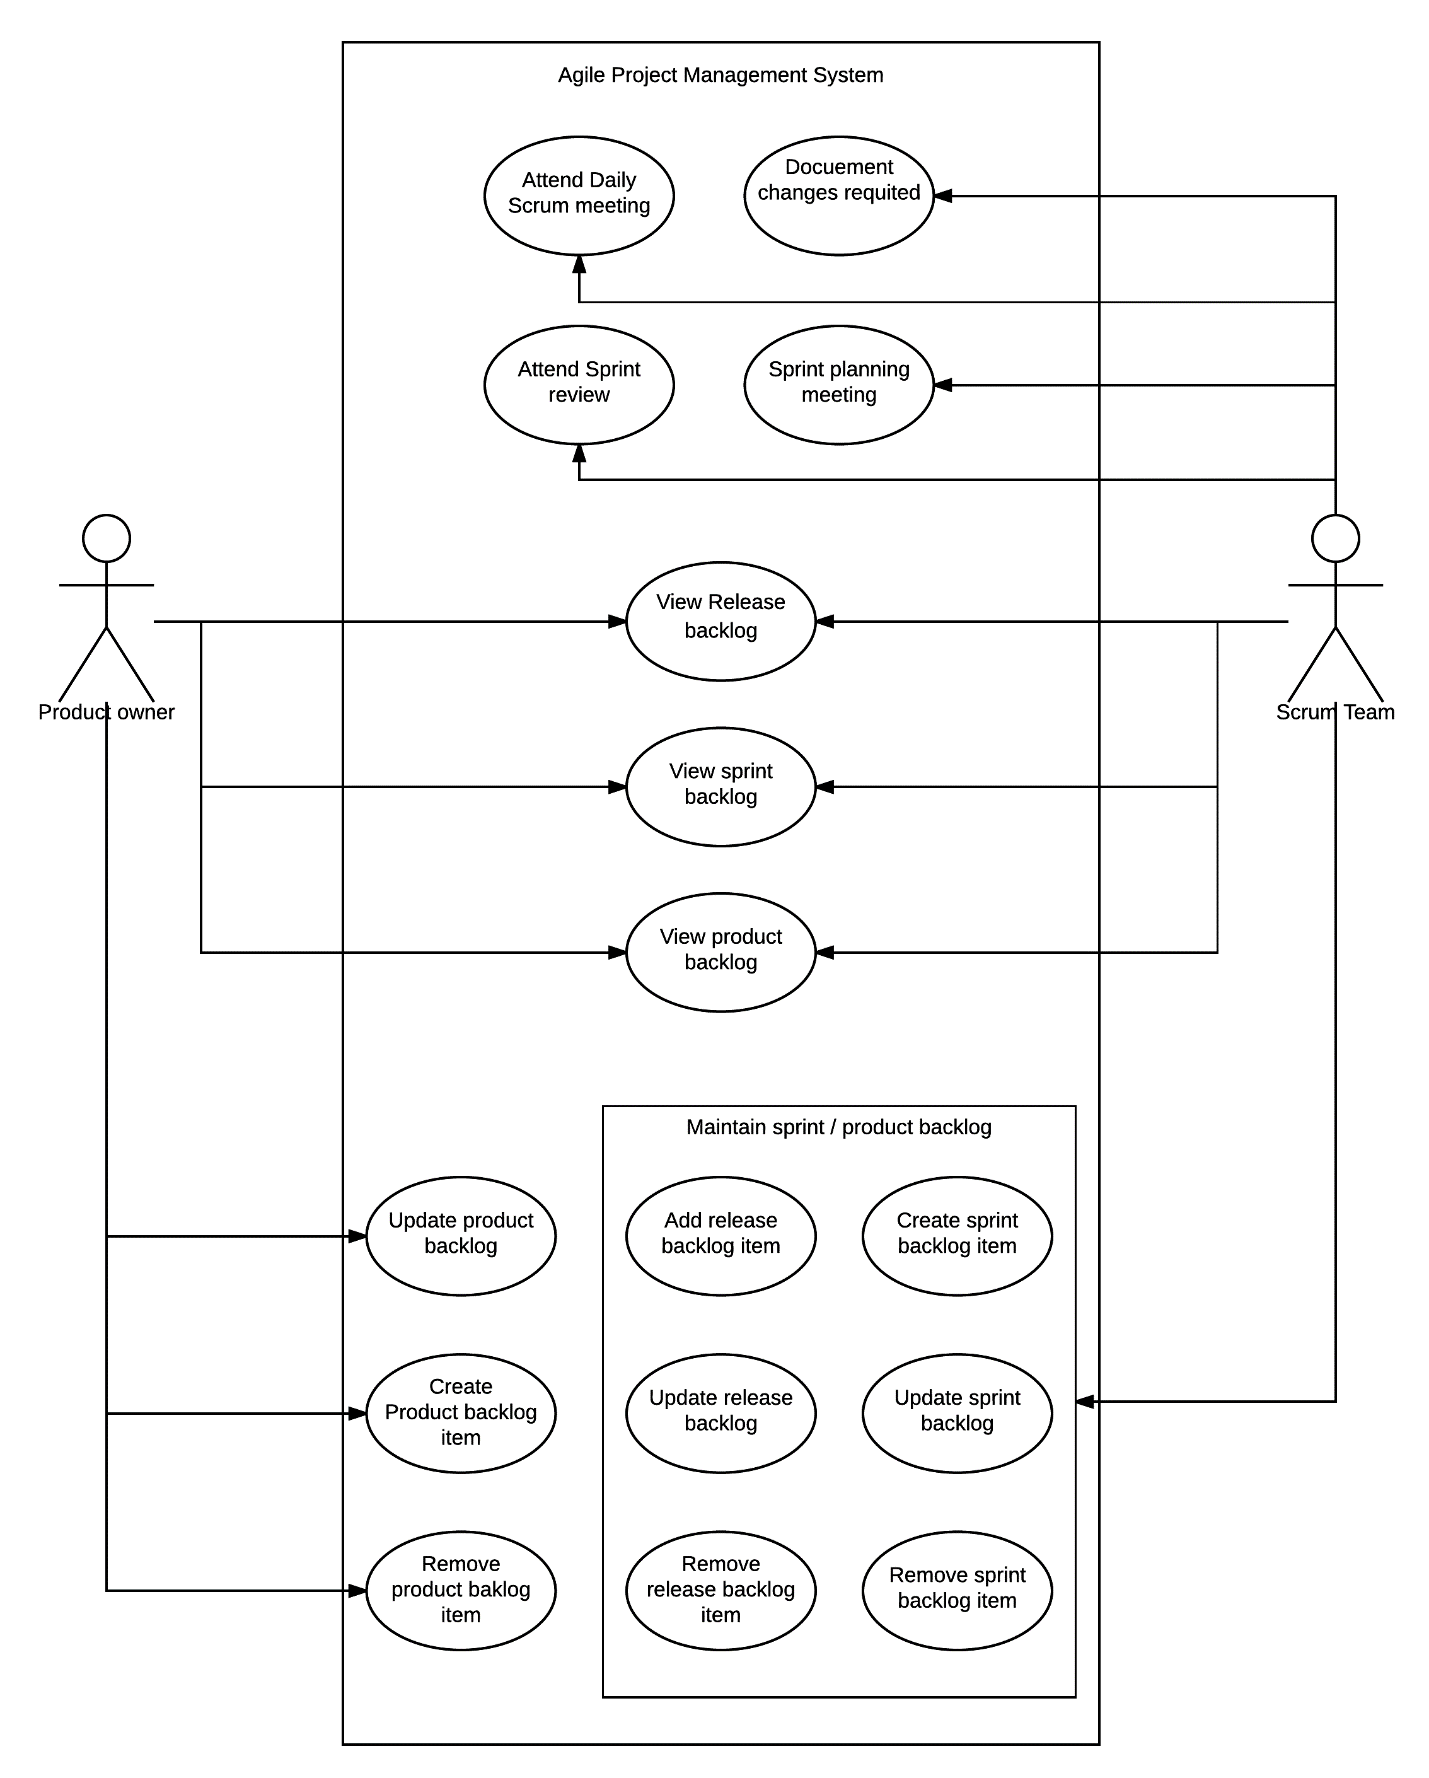 Agile Project Management System
Attend Daily
Scrum meeting
Docuement
changes requited
Attend Sprint
review
Sprint planning
meeting
View Release
backlog
Product owner
Scrum Team
View sprint
backlog
View product
backlog
Maintain sprint / product backlog
Update product
backlog
Add release
backlog item
Create sprint
backlog item
Create
Product backlog
item
Update release
backlog
Update sprint
backlog
Remove
product baklog
item
Remove
release backlog
item
Remove sprint
backlog item